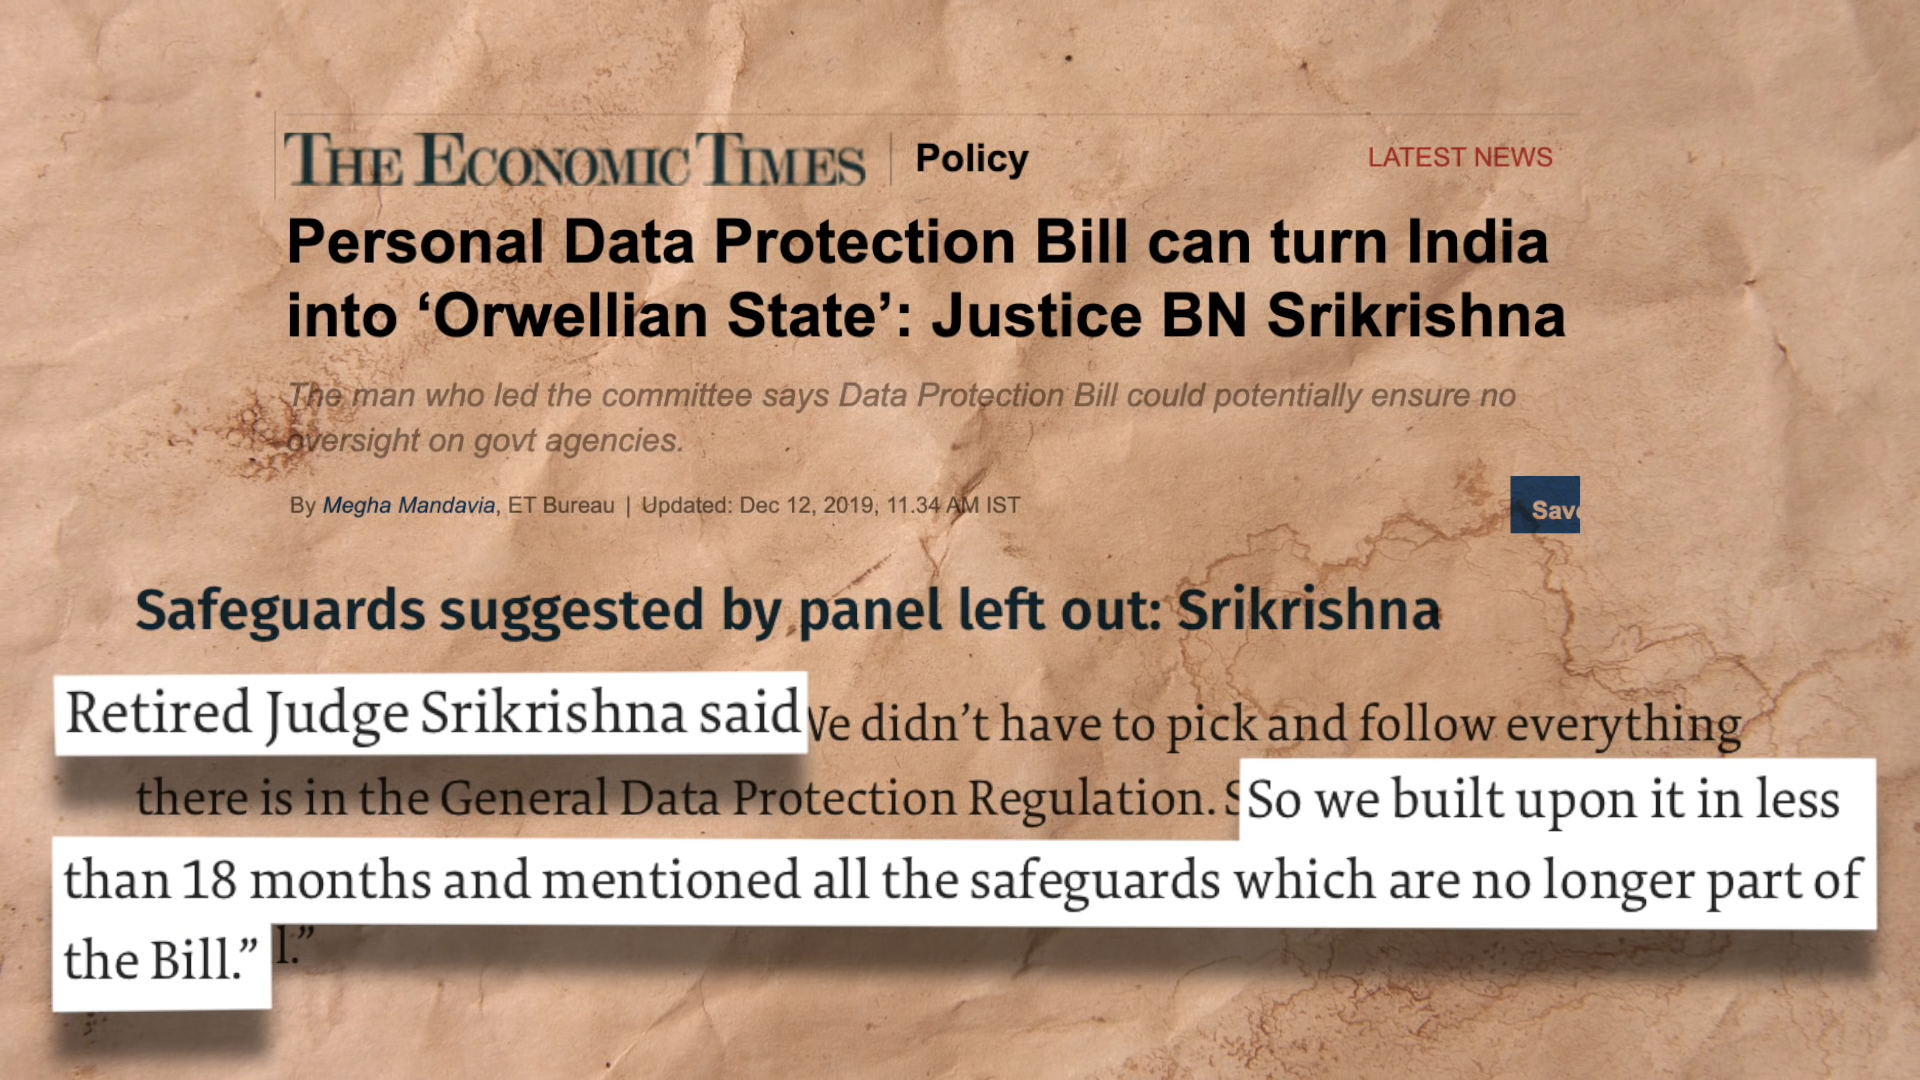 THE ECONOMIC TIMES | Policy LATEST NEWS
Personal Data Protection Bill can turn India
into ‘Orwellian State’: Justice BN Srikrishna
The man who led the committee says Data Protection Bill could potentially ensure no
oversight on govt agencies.
By Megha Mandavia, ET Bureau | Updated: Dec 12, 2019, 11.34 AM IST
Save
Safeguards suggested by panel left out: Srikrishna
Retired Judge Srikrishna said We didn’t have to pick and follow everything
there is in the General Data Protection Regulation. So we built upon it in less
than 18 months and mentioned all the safeguards which are no longer part of
the Bill.” l.”